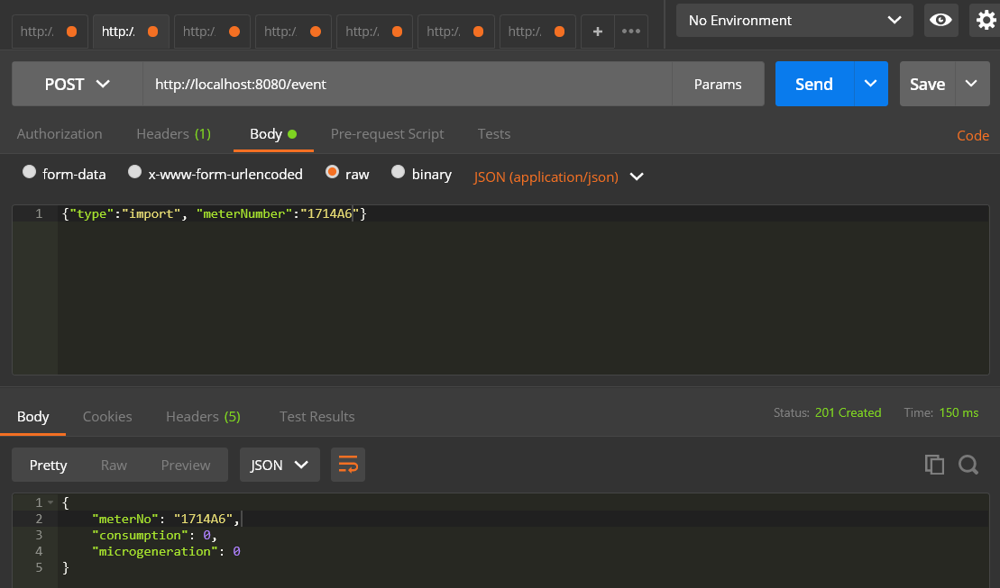 http:/. http:/. http:/. http:/. http:/. http:/. http:/. + ••• No Environment
POST http://localhost:8080/event Params Send Save
Authorization Headers (1) Body Pre-request Script Tests Code
form-data x-www-form-urlencoded raw binary JSON (application/json)
1 {"type":"import", "meterNumber":"1714A6"}
Body Cookies Headers (5) Test Results Status: 201 Created Time: 150 ms
Pretty Raw Preview JSON
1 {
2 "meterNo": "1714A6",
3 "consumption": 0,
4 "microgeneration": 0
5 }